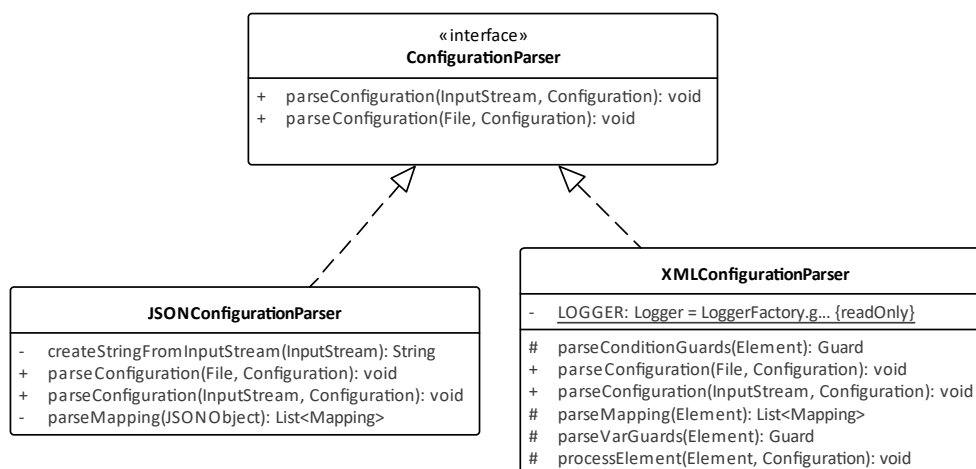 «interface»
ConfigurationParser
+ parseConfiguration(InputStream, Configuration): void
+ parseConfiguration(File, Configuration): void
JSONConfigurationParser
- createStringFromInputStream(InputStream): String
+ parseConfiguration(File, Configuration): void
+ parseConfiguration(InputStream, Configuration): void
- parseMapping(JSONObject): List<Mapping>
XMLConfigurationParser
- LOGGER: Logger = LoggerFactory.g... {readOnly}
# parseConditionGuards(Element): Guard
+ parseConfiguration(File, Configuration): void
+ parseConfiguration(InputStream, Configuration): void
# parseMapping(Element): List<Mapping>
# parseVarGuards(Element): Guard
# processElement(Element, Configuration): void